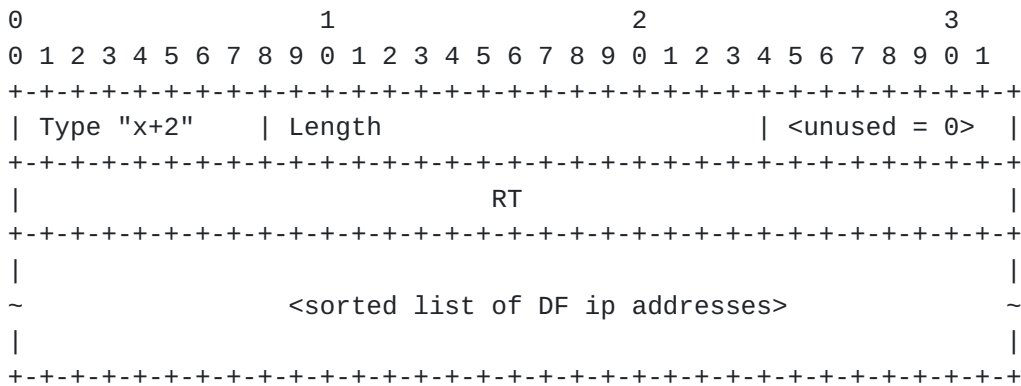 0                   1                   2                   3
0 1 2 3 4 5 6 7 8 9 0 1 2 3 4 5 6 7 8 9 0 1 2 3 4 5 6 7 8 9 0 1
+-+-+-+-+-+-+-+-+-+-+-+-+-+-+-+-+-+-+-+-+-+-+-+-+-+-+-+-+-+-+-+-+
| Type "x+2"    | Length                        | <unused = 0>  |
+-+-+-+-+-+-+-+-+-+-+-+-+-+-+-+-+-+-+-+-+-+-+-+-+-+-+-+-+-+-+-+-+
|                              RT                               |
+-+-+-+-+-+-+-+-+-+-+-+-+-+-+-+-+-+-+-+-+-+-+-+-+-+-+-+-+-+-+-+-+
|                                                               |
~                 <sorted list of DF ip addresses>              ~
|                                                               |
+-+-+-+-+-+-+-+-+-+-+-+-+-+-+-+-+-+-+-+-+-+-+-+-+-+-+-+-+-+-+-+-+